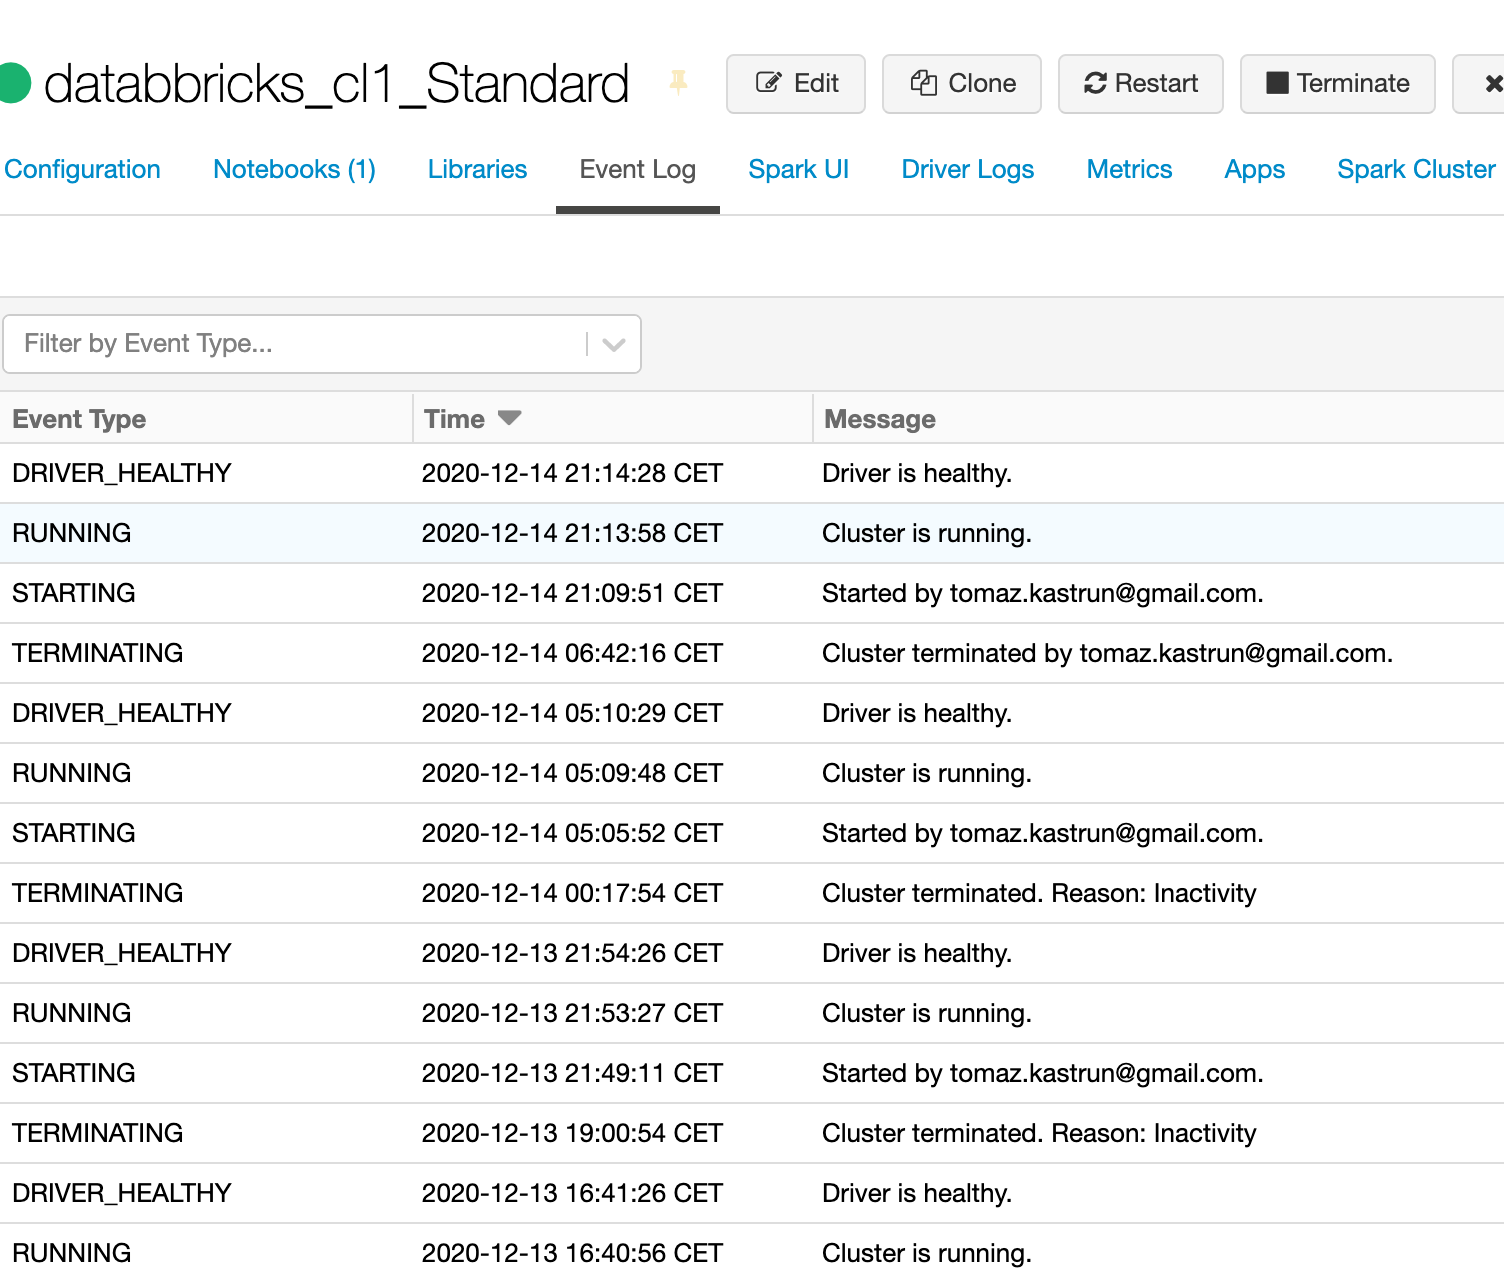 databbricks_cl1_Standard Edit Clone Restart Terminate
Configuration Notebooks (1) Libraries Event Log Spark UI Driver Logs Metrics Apps Spark Cluster
Filter by Event Type...
Event Type Time Message
DRIVER_HEALTHY 2020-12-14 21:14:28 CET Driver is healthy.
RUNNING 2020-12-14 21:13:58 CET Cluster is running.
STARTING 2020-12-14 21:09:51 CET Started by tomaz.kastrun@gmail.com.
TERMINATING 2020-12-14 06:42:16 CET Cluster terminated by tomaz.kastrun@gmail.com.
DRIVER_HEALTHY 2020-12-14 05:10:29 CET Driver is healthy.
RUNNING 2020-12-14 05:09:48 CET Cluster is running.
STARTING 2020-12-14 05:05:52 CET Started by tomaz.kastrun@gmail.com.
TERMINATING 2020-12-14 00:17:54 CET Cluster terminated. Reason: Inactivity
DRIVER_HEALTHY 2020-12-13 21:54:26 CET Driver is healthy.
RUNNING 2020-12-13 21:53:27 CET Cluster is running.
STARTING 2020-12-13 21:49:11 CET Started by tomaz.kastrun@gmail.com.
TERMINATING 2020-12-13 19:00:54 CET Cluster terminated. Reason: Inactivity
DRIVER_HEALTHY 2020-12-13 16:41:26 CET Driver is healthy.
RUNNING 2020-12-13 16:40:56 CET Cluster is running.